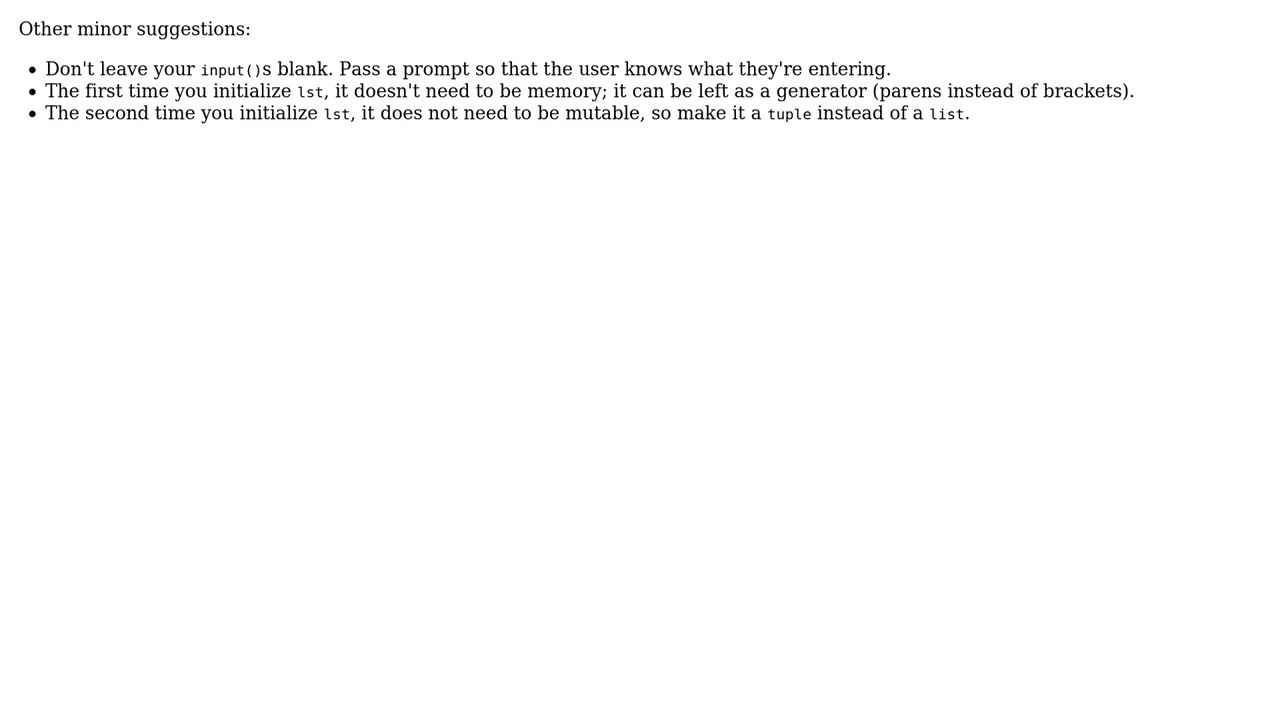 Other minor suggestions:
• Don't leave your input()s blank. Pass a prompt so that the user knows what they're entering.
• The first time you initialize lst, it doesn't need to be memory; it can be left as a generator (parens instead of brackets).
• The second time you initialize lst, it does not need to be mutable, so make it a tuple instead of a list.